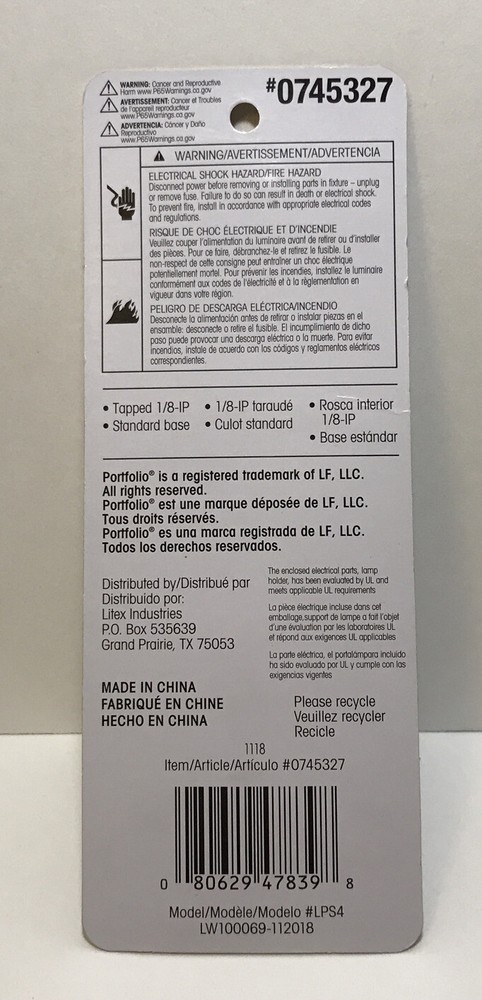 WARNING: Cancer and Reproductive
Harm www.P65Warnings.ca.gov
AVERTISSEMENT: Cancer et Troubles
de l'appareil reproducteur
www.P65Warnings.ca.gov
ADVERTENCIA: Cáncer y Daño
Reproductivo
www.P65Warnings.ca.gov
#0745327
WARNING/AVERTISSEMENT/ADVERTENCIA
ELECTRICAL SHOCK HAZARD/FIRE HAZARD
Disconnect power before removing or installing parts in fixture – unplug
or remove fuse. Failure to do so can result in death or electrical shock.
To prevent fire, install in accordance with appropriate electrical codes
and regulations.
RISQUE DE CHOC ÉLECTRIQUE ET D'INCENDIE
Veuillez couper l'alimentation du luminaire avant de retirer ou d'installer
des pièces. Pour ce faire, débranchez-le et retirez le fusible. Le
non-respect de cette consigne peut entraîner un choc électrique
potentiellement mortel. Pour prévenir les incendies, installez le luminaire
conformément aux codes de l'électricité et à la règlementation en
vigueur dans votre région.
PELIGRO DE DESCARGA ELÉCTRICA/INCENDIO
Desconecte la alimentación antes de retirar o instalar piezas en el
ensamble: desconecte o retire el fusible. El incumplimiento de dicho
paso puede provocar una descarga eléctrica o la muerte. Para evitar
incendios, instale de acuerdo con los códigos y reglamentos eléctricos
correspondientes.
• Tapped 1/8-IP
• Standard base
• 1/8-IP taraudé
• Culot standard
• Rosca interior
1/8-IP
• Base estándar
Portfolio® is a registered trademark of LF, LLC.
All rights reserved.
Portfolio® est une marque déposée de LF, LLC.
Tous droits réservés.
Portfolio® es una marca registrada de LF, LLC.
Todos los derechos reservados.
Distributed by/Distribué par
Distribuido por:
Litex Industries
P.O. Box 535639
Grand Prairie, TX 75053
The enclosed electrical parts, lamp
holder, has been evaluated by UL and
meets applicable UL requirements
La pièce électrique incluse dans cet
emballage,support de lampe a fait l'objet
d'une évaluation par les laboratoires UL
et répond aux exigences UL applicables
La parte eléctrica, el portalámpara incluido
ha sido evaluado por UL y cumple con las
exigencias vigentes
MADE IN CHINA
FABRIQUÉ EN CHINE
HECHO EN CHINA
Please recycle
Veuillez recycler
Recicle
1118
Item/Article/Artículo #0745327
0 80629 47839 8
Model/Modèle/Modelo #LPS4
LW100069-112018